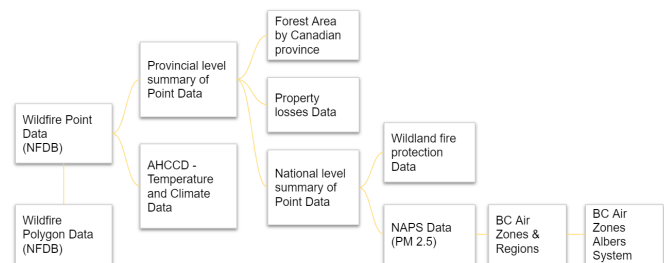 Forest Area
by Canadian
province
Provincial level
summary of
Point Data
Property
losses Data
Wildfire Point
Data
(NFDB)
Wildland fire
protection
Data
AHCCD -
Temperature
and Climate
Data
National level
summary of
Point Data
Wildfire
Polygon Data
(NFDB)
NAPS Data
(PM 2.5)
BC Air
Zones &
Regions
BC Air
Zones
Albers
System